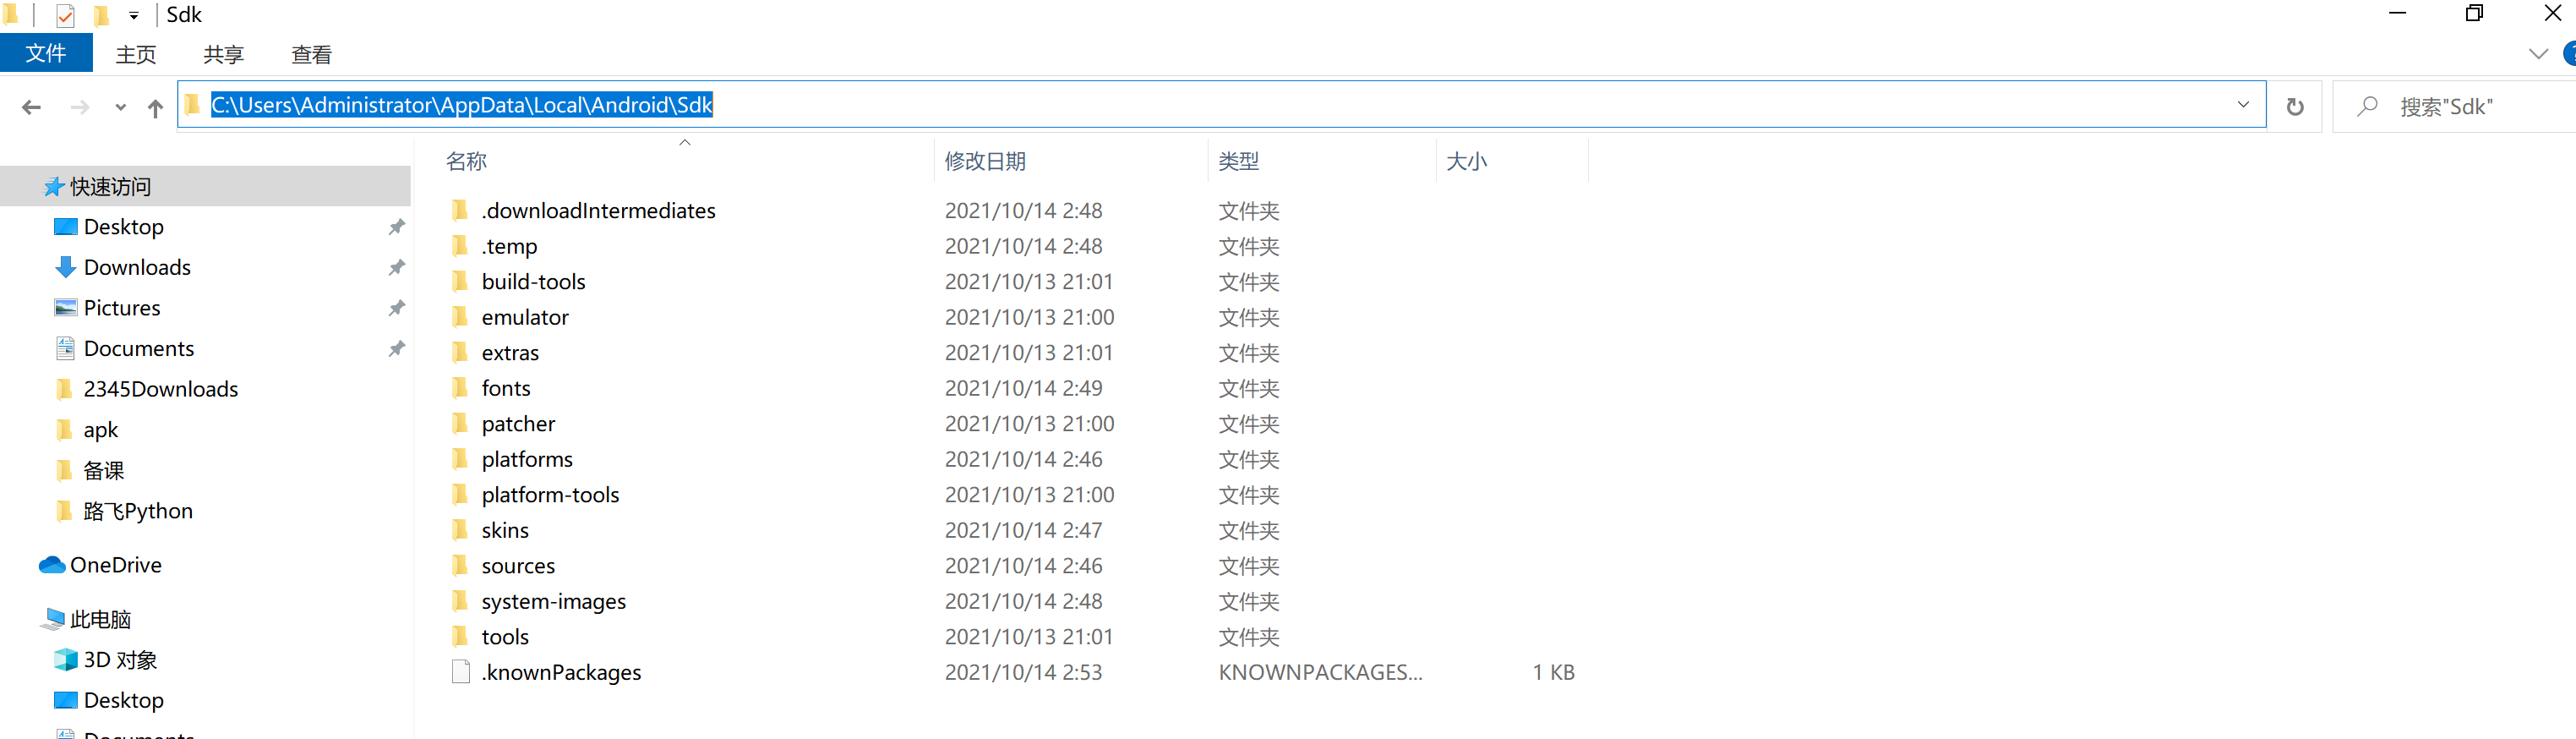 Sdk
文件 主页 共享 查看
C:\Users\Administrator\AppData\Local\Android\Sdk
搜索"Sdk"
快速访问
Desktop
Downloads
Pictures
Documents
2345Downloads
apk
备课
路飞Python
OneDrive
此电脑
3D 对象
Desktop
Documents
名称 修改日期 类型 大小
.downloadIntermediates 2021/10/14 2:48 文件夹
.temp 2021/10/14 2:48 文件夹
build-tools 2021/10/13 21:01 文件夹
emulator 2021/10/13 21:00 文件夹
extras 2021/10/13 21:01 文件夹
fonts 2021/10/14 2:49 文件夹
patcher 2021/10/13 21:00 文件夹
platforms 2021/10/14 2:46 文件夹
platform-tools 2021/10/13 21:00 文件夹
skins 2021/10/14 2:47 文件夹
sources 2021/10/14 2:46 文件夹
system-images 2021/10/14 2:48 文件夹
tools 2021/10/13 21:01 文件夹
.knownPackages 2021/10/14 2:53 KNOWNPACKAGES... 1 KB